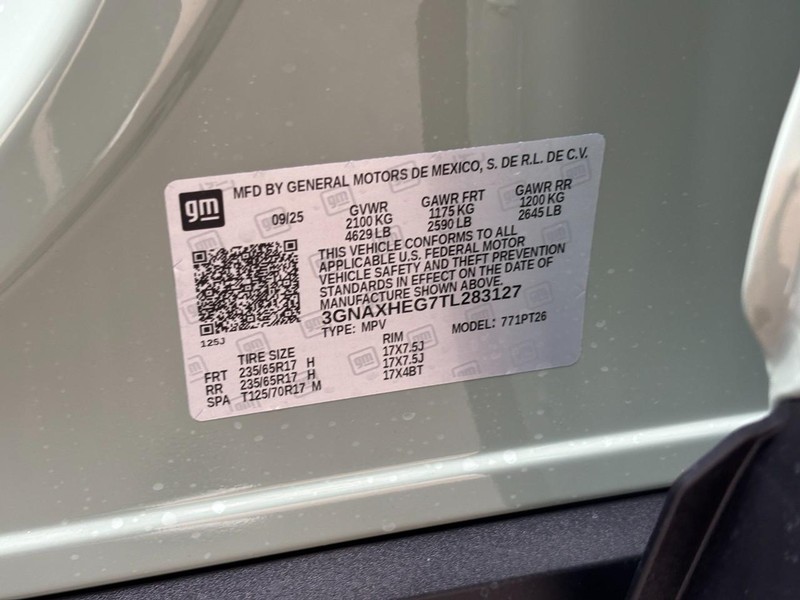 gm
MFD BY GENERAL MOTORS DE MEXICO, S. DE R.L. DE C.V.
09/25
GVWR
2100 KG
4629 LB
GAWR FRT
1175 KG
2590 LB
GAWR RR
1200 KG
2645 LB
THIS VEHICLE CONFORMS TO ALL
APPLICABLE U.S. FEDERAL MOTOR
VEHICLE SAFETY AND THEFT PREVENTION
STANDARDS IN EFFECT ON THE DATE OF
MANUFACTURE SHOWN ABOVE.
3GNAXHEG7TL283127
TYPE: MPV
MODEL: 771PT26
125J
TIRE SIZE RIM
FRT 235/65R17 H 17X7.5J
RR 235/65R17 H 17X7.5J
SPA T125/70R17 M 17X4BT